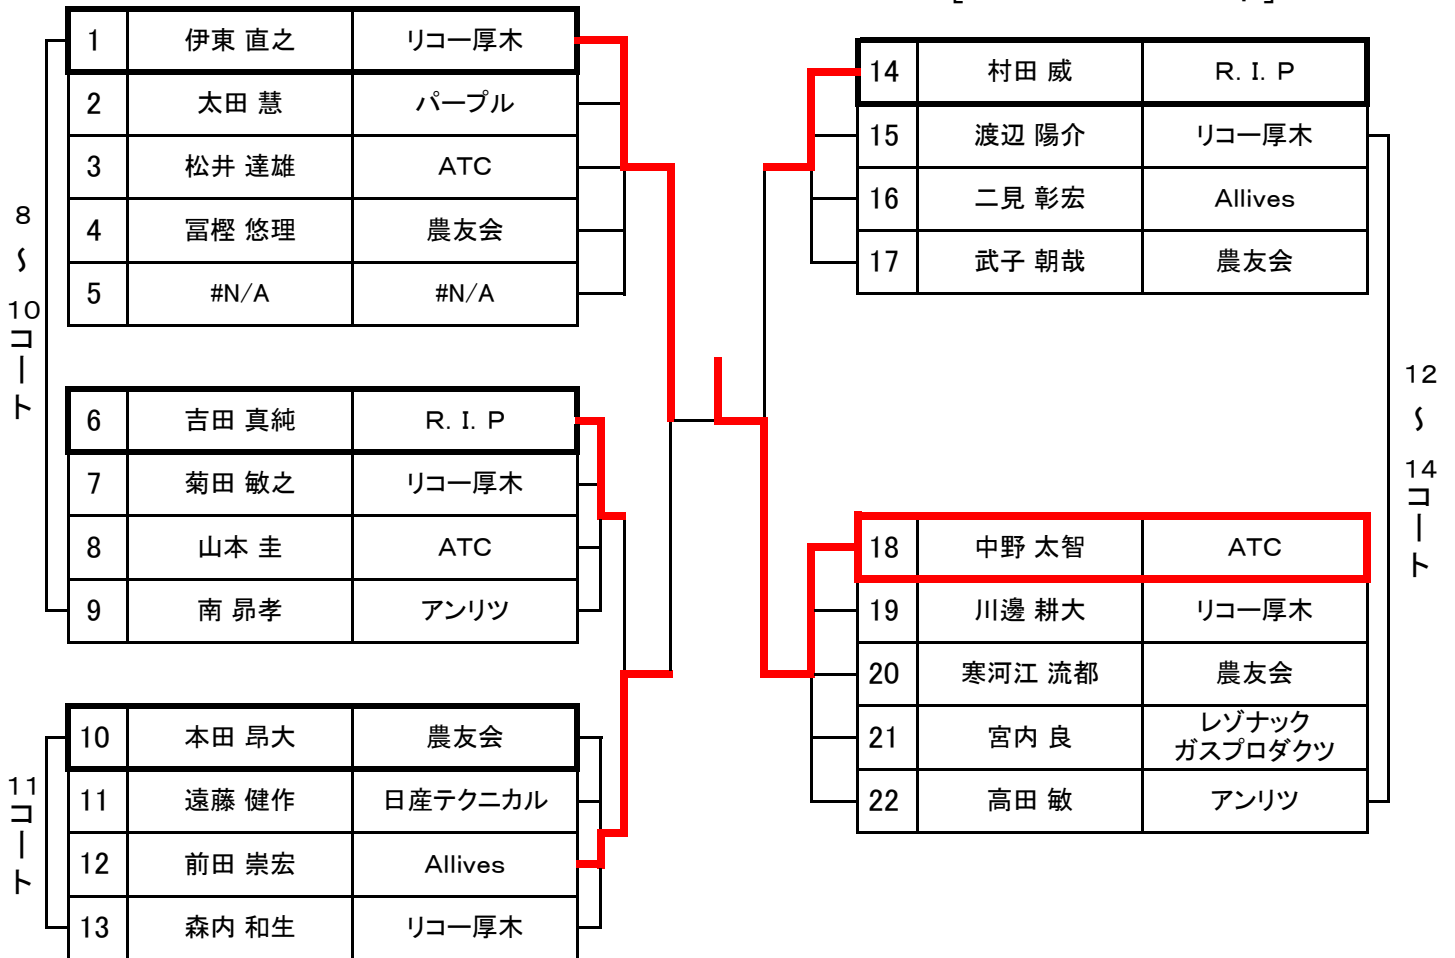 1 伊東 直之 リコー厚木
2 太田 慧 パープル
3 松井 達雄 ATC
4 冨樫 悠理 農友会
5 #N/A #N/A
6 吉田 真純 R. I. P
7 菊田 敏之 リコー厚木
8 山本 圭 ATC
9 南 昴孝 アンリツ
10 本田 昂大 農友会
11 遠藤 健作 日産テクニカル
12 前田 崇宏 Allives
13 森内 和生 リコー厚木
8～10コート
11コート
14 村田 威 R. I. P
15 渡辺 陽介 リコー厚木
16 二見 彰宏 Allives
17 武子 朝哉 農友会
18 中野 太智 ATC
19 川邊 耕大 リコー厚木
20 寒河江 流都 農友会
21 宮内 良 レゾナック
ガスプロダクツ
22 高田 敏 アンリツ
12～14コート